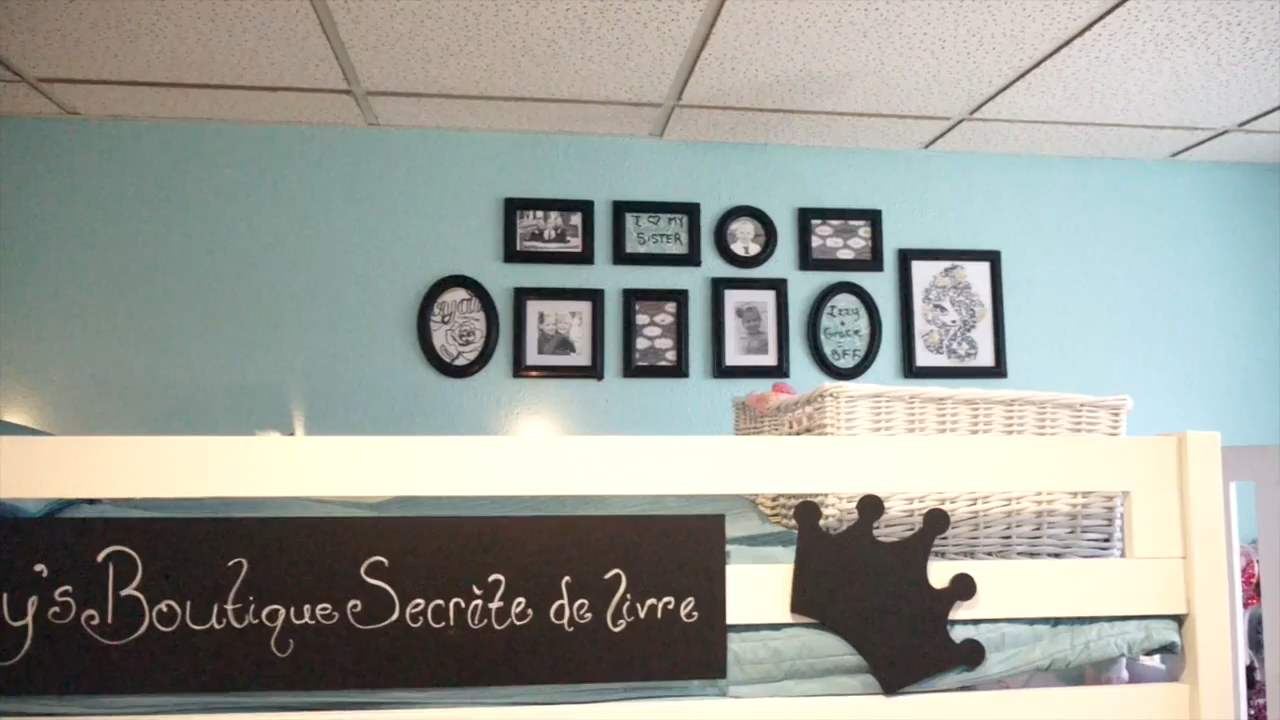 I ♡ MY
SISTER
Izzy
+
Grace
=
BFF
y's Boutique Secrète de livre